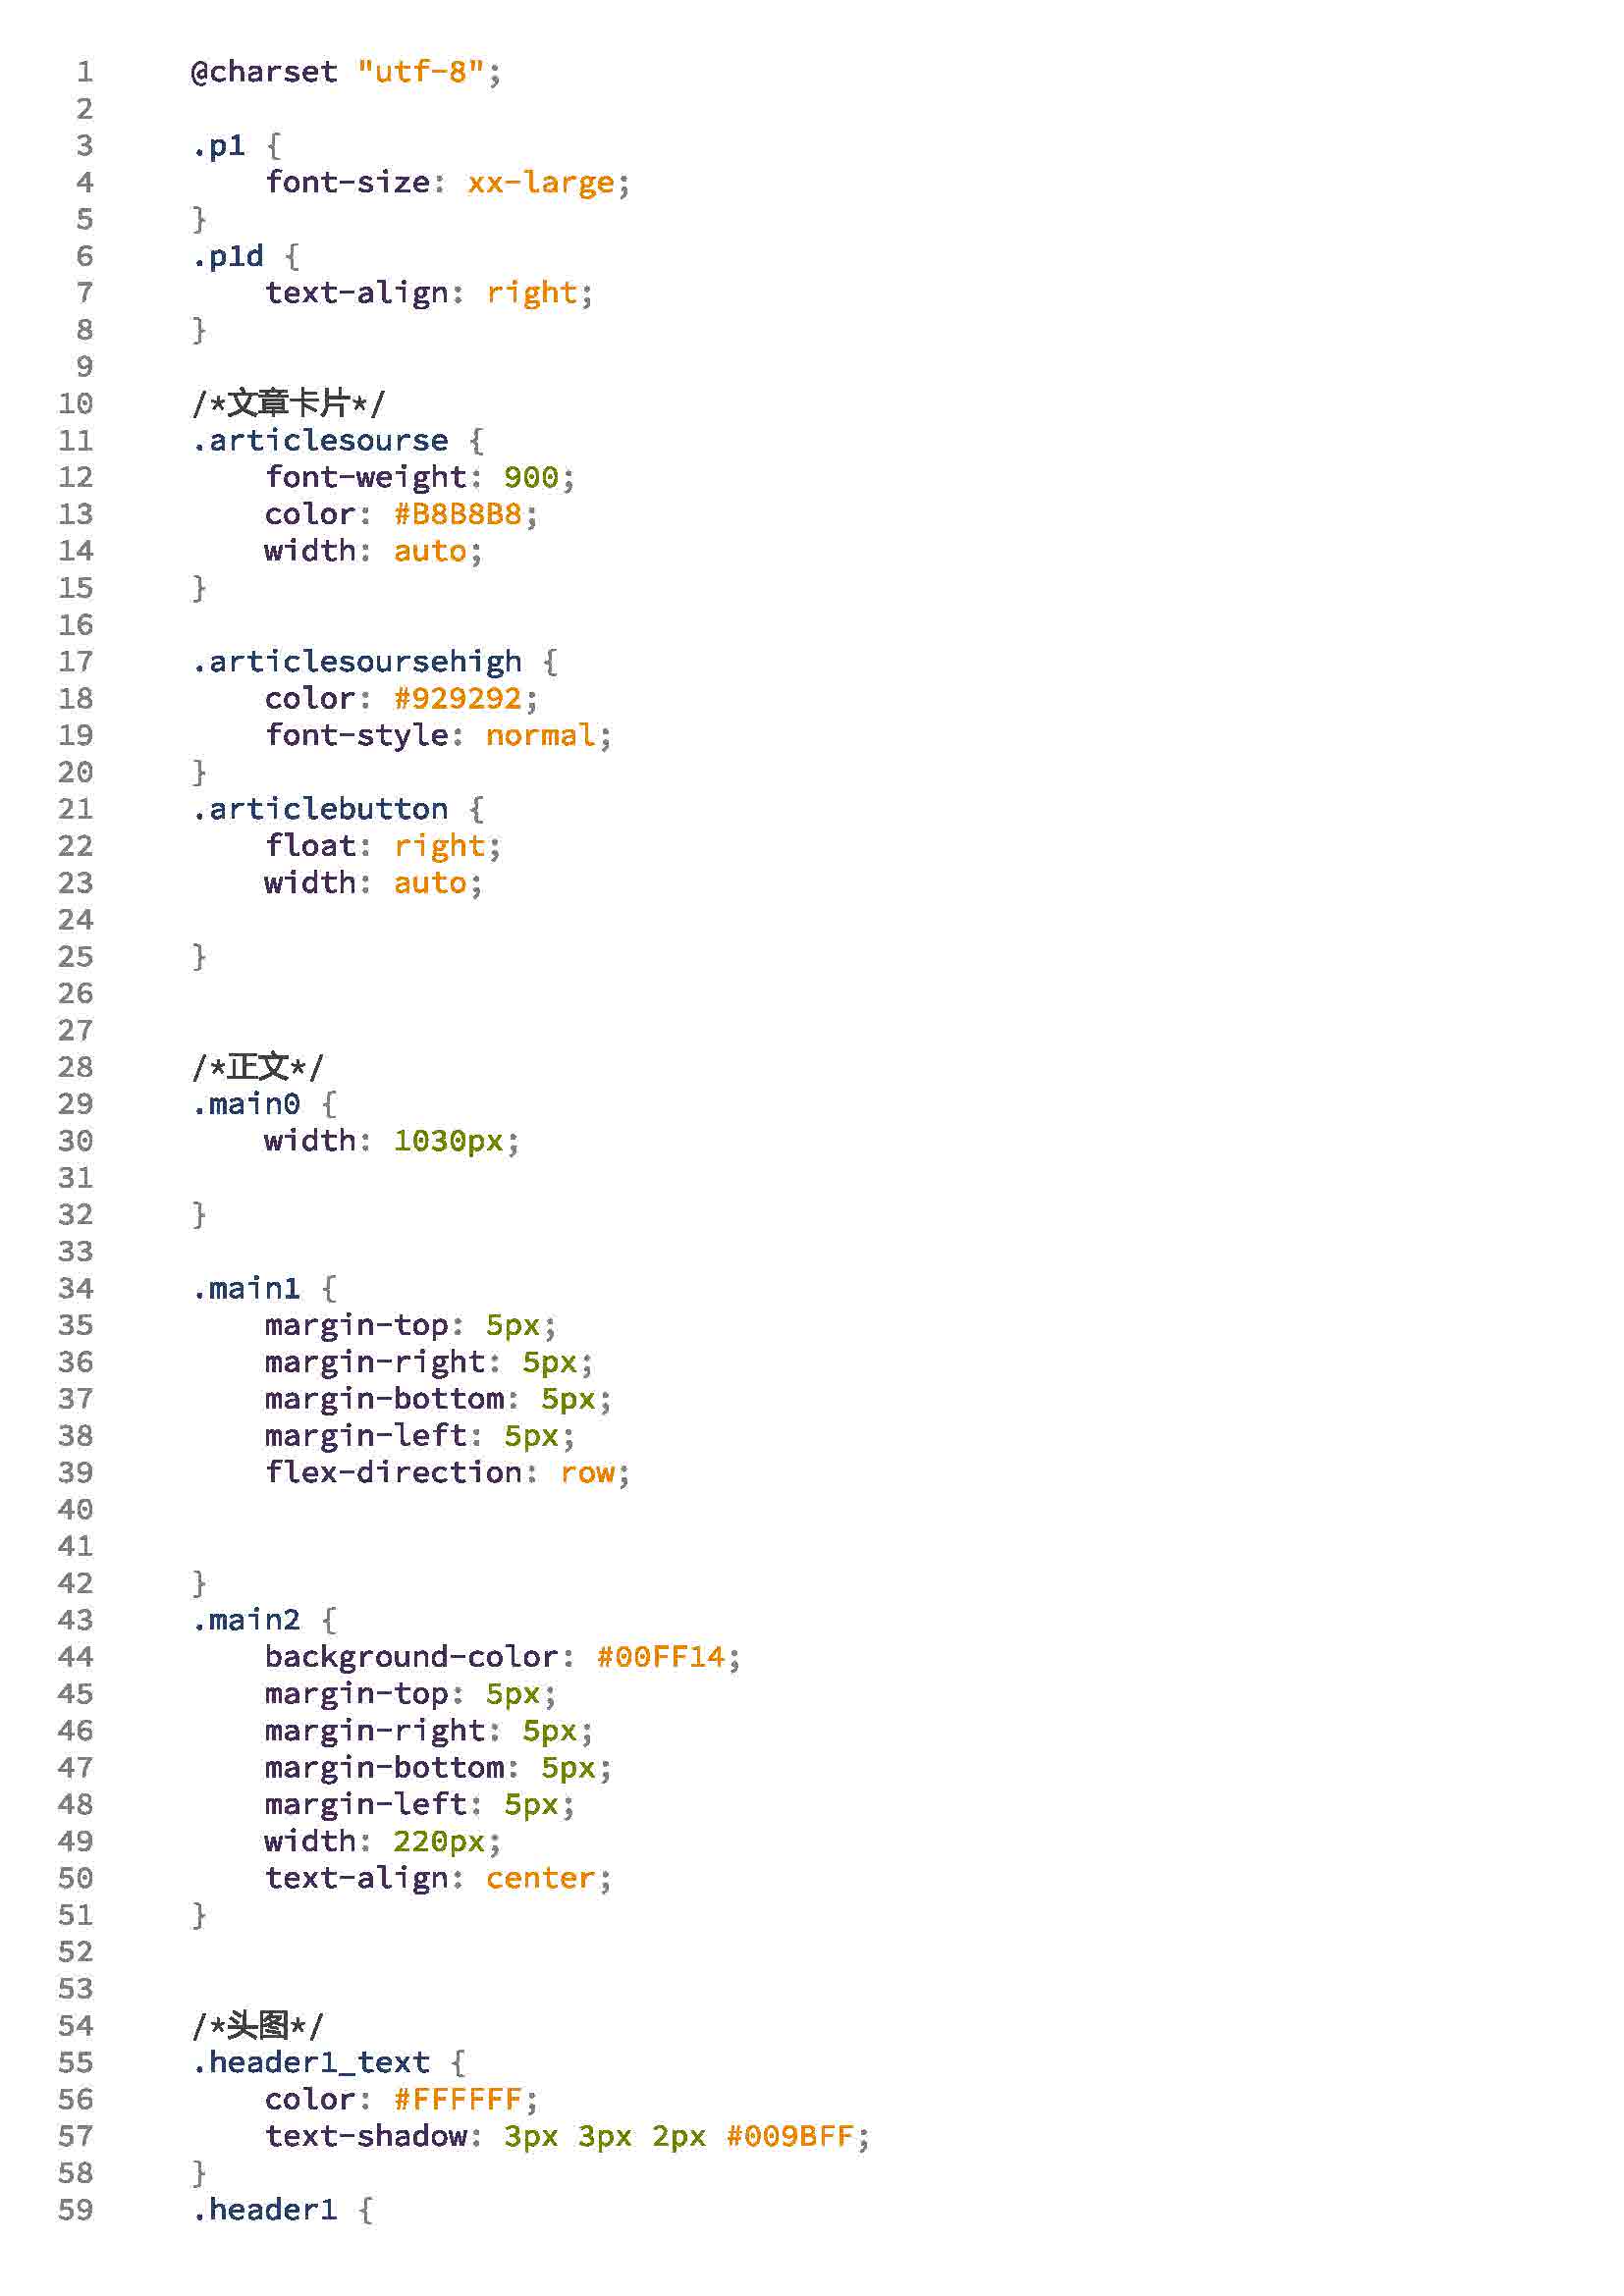 1 @charset "utf-8";
2
3 .p1 {
4 font-size: xx-large;
5 }
6 .p1d {
7 text-align: right;
8 }
9
10 /*文章卡片*/
11 .articlesourse {
12 font-weight: 900;
13 color: #B8B8B8;
14 width: auto;
15 }
16
17 .articlesoursehigh {
18 color: #929292;
19 font-style: normal;
20 }
21 .articlebutton {
22 float: right;
23 width: auto;
24
25 }
26
27
28 /*正文*/
29 .main0 {
30 width: 1030px;
31
32 }
33
34 .main1 {
35 margin-top: 5px;
36 margin-right: 5px;
37 margin-bottom: 5px;
38 margin-left: 5px;
39 flex-direction: row;
40
41
42 }
43 .main2 {
44 background-color: #00FF14;
45 margin-top: 5px;
46 margin-right: 5px;
47 margin-bottom: 5px;
48 margin-left: 5px;
49 width: 220px;
50 text-align: center;
51 }
52
53
54 /*头图*/
55 .header1_text {
56 color: #FFFFFF;
57 text-shadow: 3px 3px 2px #009BFF;
58 }
59 .header1 {